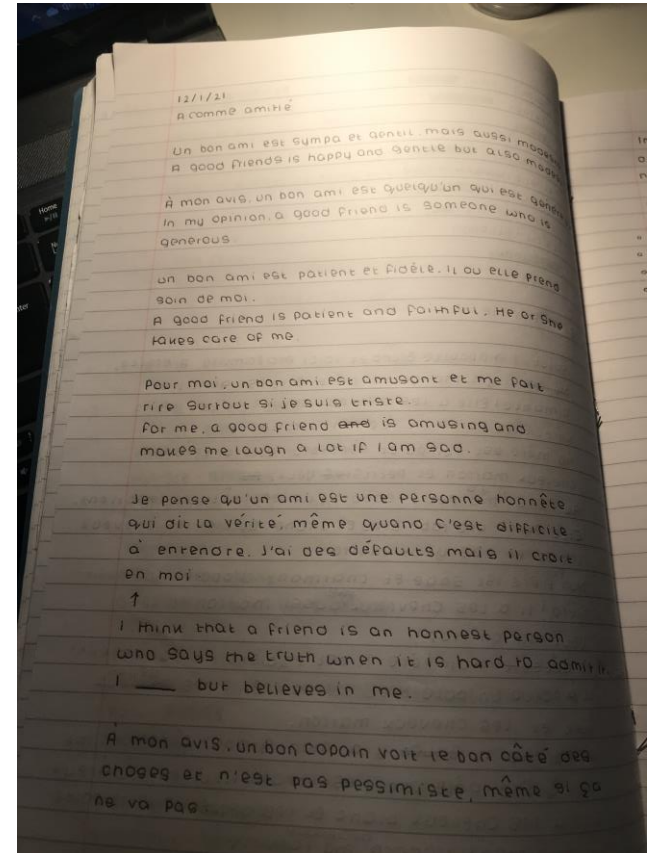 12/1/21
A comme amitié
Un bon ami est sympa et gentil, mais aussi
A good friends is happy and gentle but also
À mon avis, un bon ami est quelqu'un qui est
In my opinion, a good friend is someone who is
generous
un bon ami est patient et fidèle. Il ou elle prend
soin de moi.
A good friend is patient and faithful. He or she
takes care of me
Pour moi, un bon ami est amusant et me fait
rire surtout si je suis triste.
for me, a good friend and is amusing and
makes me laugh a lot if I am sad.
Je pense qu'un ami est une personne honnête
qui dit la vérité, même quand c'est difficile
à entendre. J'ai des défauts mais il croit
en moi
↑
I think that a friend is an honnest person
who says the truth when it is hard to admit it.
I ___ but believes in me.
À mon avis, un bon copain voit le bon côté des
choses et n'est pas pessimiste, même si ça
ne va pas.
Home